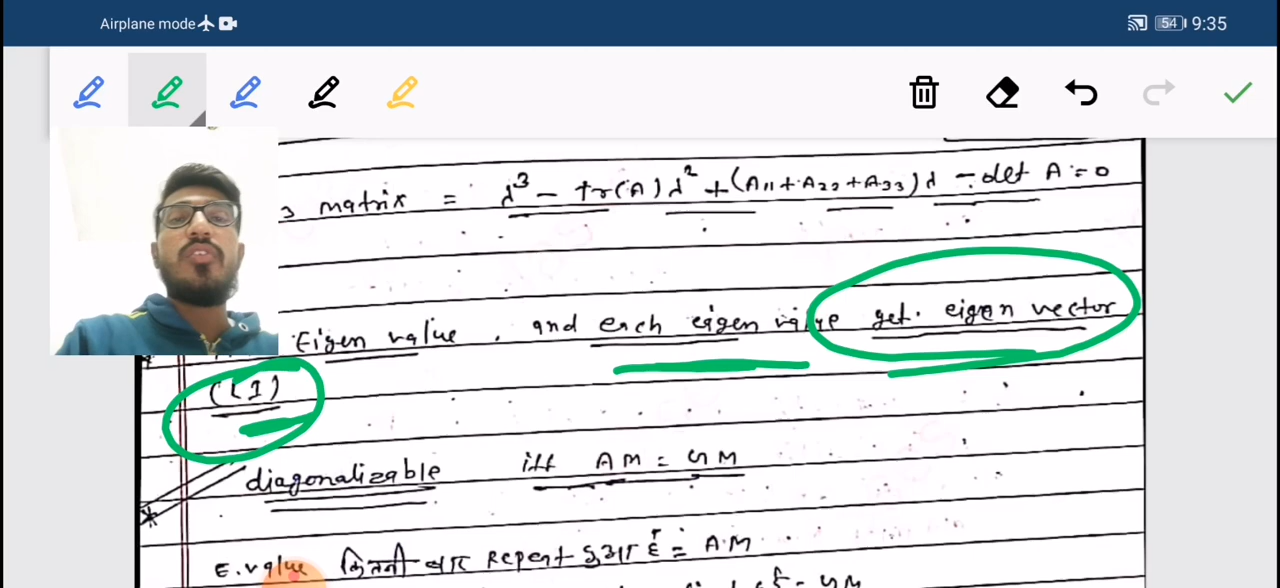 Airplane mode 54 9:35
3 matrix = λ³ - tr(A)λ² + (A11 + A22 + A33)λ - det A = 0
Eigen value , and each eigen value get. eigen vector
(LI)
* diagonalizable iff AM = GM
E.value कितनी बार repeat हुआ है = A.M
GM